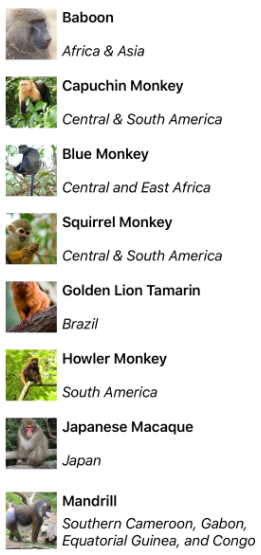 Baboon
Africa & Asia
Capuchin Monkey
Central & South America
Blue Monkey
Central and East Africa
Squirrel Monkey
Central & South America
Golden Lion Tamarin
Brazil
Howler Monkey
South America
Japanese Macaque
Japan
Mandrill
Southern Cameroon, Gabon,
Equatorial Guinea, and Congo